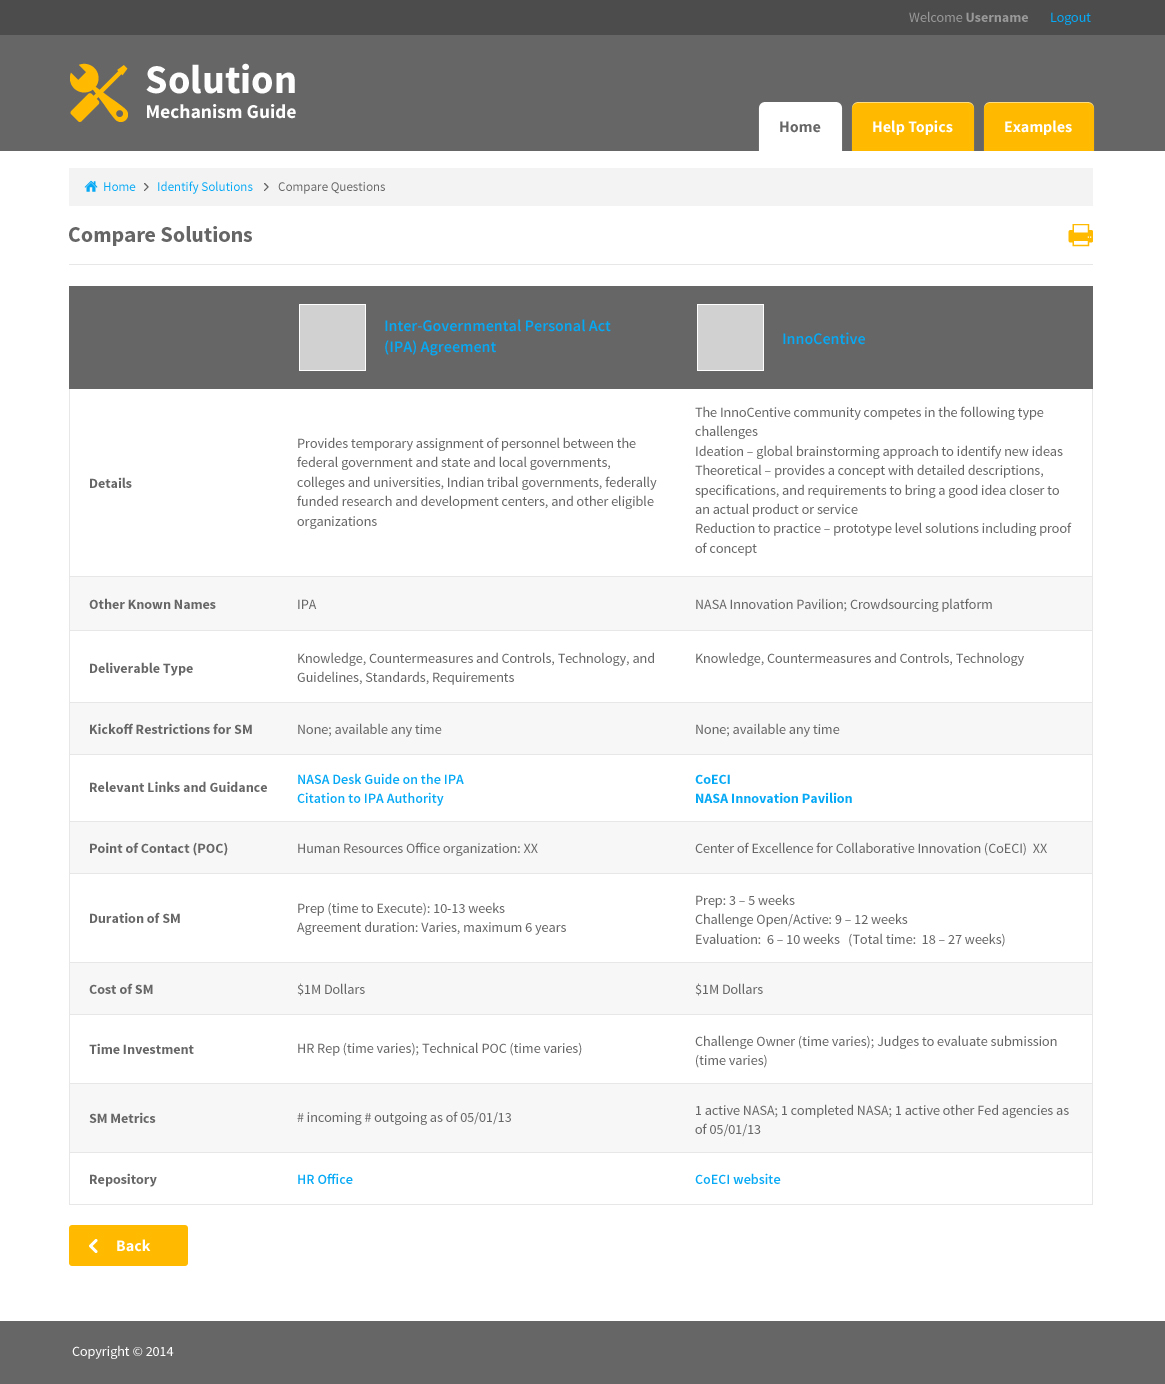 Welcome Username Logout
Solution
Mechanism Guide
Home Help Topics Examples
Home Identify Solutions Compare Questions
Compare Solutions
Inter-Governmental Personal Act
(IPA) Agreement
InnoCentive
Details
Provides temporary assignment of personnel between the
federal government and state and local governments,
colleges and universities, Indian tribal governments, federally
funded research and development centers, and other eligible
organizations
The InnoCentive community competes in the following type
challenges
Ideation – global brainstorming approach to identify new ideas
Theoretical – provides a concept with detailed descriptions,
specifications, and requirements to bring a good idea closer to
an actual product or service
Reduction to practice – prototype level solutions including proof
of concept
Other Known Names
IPA
NASA Innovation Pavilion; Crowdsourcing platform
Deliverable Type
Knowledge, Countermeasures and Controls, Technology, and
Guidelines, Standards, Requirements
Knowledge, Countermeasures and Controls, Technology
Kickoff Restrictions for SM
None; available any time
None; available any time
Relevant Links and Guidance
NASA Desk Guide on the IPA
Citation to IPA Authority
CoECI
NASA Innovation Pavilion
Point of Contact (POC)
Human Resources Office organization: XX
Center of Excellence for Collaborative Innovation (CoECI)  XX
Duration of SM
Prep (time to Execute): 10-13 weeks
Agreement duration: Varies, maximum 6 years
Prep: 3 – 5 weeks
Challenge Open/Active: 9 – 12 weeks
Evaluation:  6 – 10 weeks   (Total time:  18 – 27 weeks)
Cost of SM
$1M Dollars
$1M Dollars
Time Investment
HR Rep (time varies); Technical POC (time varies)
Challenge Owner (time varies); Judges to evaluate submission
(time varies)
SM Metrics
# incoming # outgoing as of 05/01/13
1 active NASA; 1 completed NASA; 1 active other Fed agencies as
of 05/01/13
Repository
HR Office
CoECI website
Back
Copyright © 2014